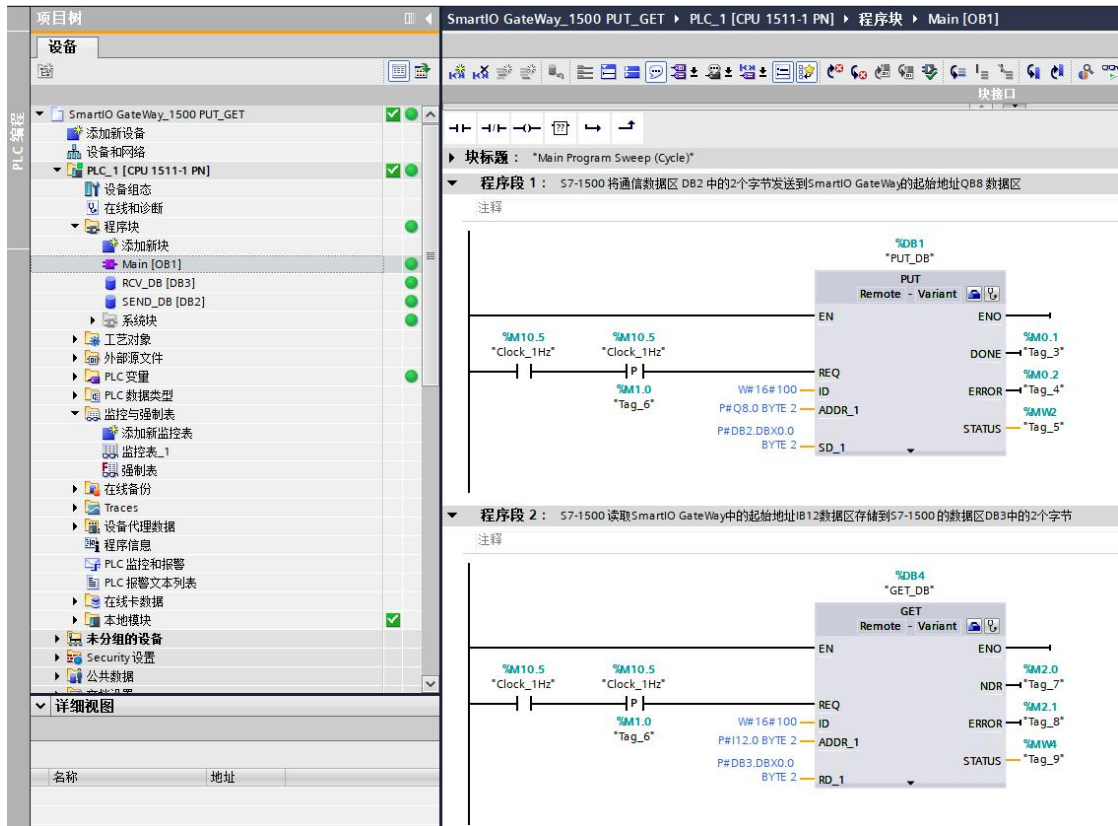 项目树
设备
PLC 编程
SmartIO GateWay_1500 PUT_GET
添加新设备
设备和网络
PLC_1 [CPU 1511-1 PN]
设备组态
在线和诊断
程序块
添加新块
Main [OB1]
RCV_DB [DB3]
SEND_DB [DB2]
系统块
工艺对象
外部源文件
PLC 变量
PLC 数据类型
监控与强制表
添加新监控表
监控表_1
强制表
在线备份
Traces
设备代理数据
程序信息
PLC 监控和报警
PLC 报警文本列表
在线卡数据
本地模块
未分组的设备
Security 设置
公共数据
详细视图
名称 地址
SmartIO GateWay_1500 PUT_GET PLC_1 [CPU 1511-1 PN] 程序块 Main [OB1]
块接口
??
块标题： "Main Program Sweep (Cycle)"
程序段 1： S7-1500 将通信数据区 DB2 中的2个字节发送到SmartIO GateWay的起始地址QB8 数据区
注释
%DB1
"PUT_DB"
PUT
Remote - Variant
EN ENO
%M10.5 %M10.5 %M0.1
"Clock_1Hz" "Clock_1Hz" DONE "Tag_3"
P REQ %M0.2
%M1.0 W#16#100 ID ERROR "Tag_4"
"Tag_6" P#Q8.0 BYTE 2 ADDR_1 %MW2
P#DB2.DBX0.0 STATUS "Tag_5"
BYTE 2 SD_1
程序段 2： S7-1500 读取SmartIO GateWay中的起始地址IB12数据区存储到S7-1500 的数据区DB3中的2个字节
注释
%DB4
"GET_DB"
GET
Remote - Variant
EN ENO
%M10.5 %M10.5 %M2.0
"Clock_1Hz" "Clock_1Hz" NDR "Tag_7"
P REQ %M2.1
%M1.0 W#16#100 ID ERROR "Tag_8"
"Tag_6" P#I12.0 BYTE 2 ADDR_1 %MW4
P#DB3.DBX0.0 STATUS "Tag_9"
BYTE 2 RD_1